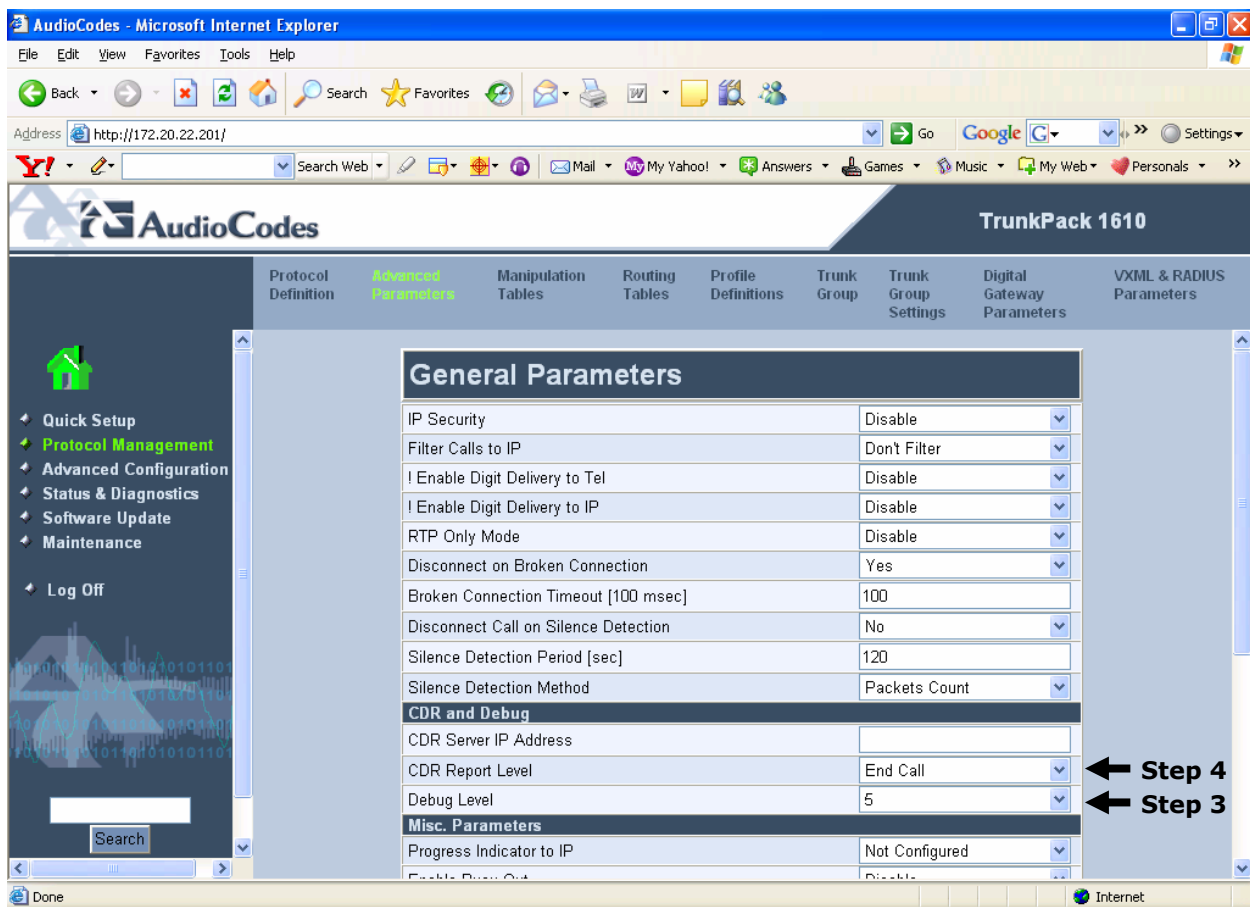 AudioCodes - Microsoft Internet Explorer
File Edit View Favorites Tools Help
Back Search Favorites
Address http://172.20.22.201/ Go Google G Settings
Y! Search Web Mail My My Yahoo! Answers Games Music My Web Personals
AudioCodes
TrunkPack 1610
Protocol Definition
Advanced Parameters
Manipulation Tables
Routing Tables
Profile Definitions
Trunk Group
Trunk Group Settings
Digital Gateway Parameters
VXML & RADIUS Parameters
Quick Setup
Protocol Management
Advanced Configuration
Status & Diagnostics
Software Update
Maintenance
Log Off
Search
General Parameters
IP Security Disable
Filter Calls to IP Don't Filter
! Enable Digit Delivery to Tel Disable
! Enable Digit Delivery to IP Disable
RTP Only Mode Disable
Disconnect on Broken Connection Yes
Broken Connection Timeout [100 msec] 100
Disconnect Call on Silence Detection No
Silence Detection Period [sec] 120
Silence Detection Method Packets Count
CDR and Debug
CDR Server IP Address
CDR Report Level End Call
Step 4
Debug Level 5
Step 3
Misc. Parameters
Progress Indicator to IP Not Configured
Done Internet